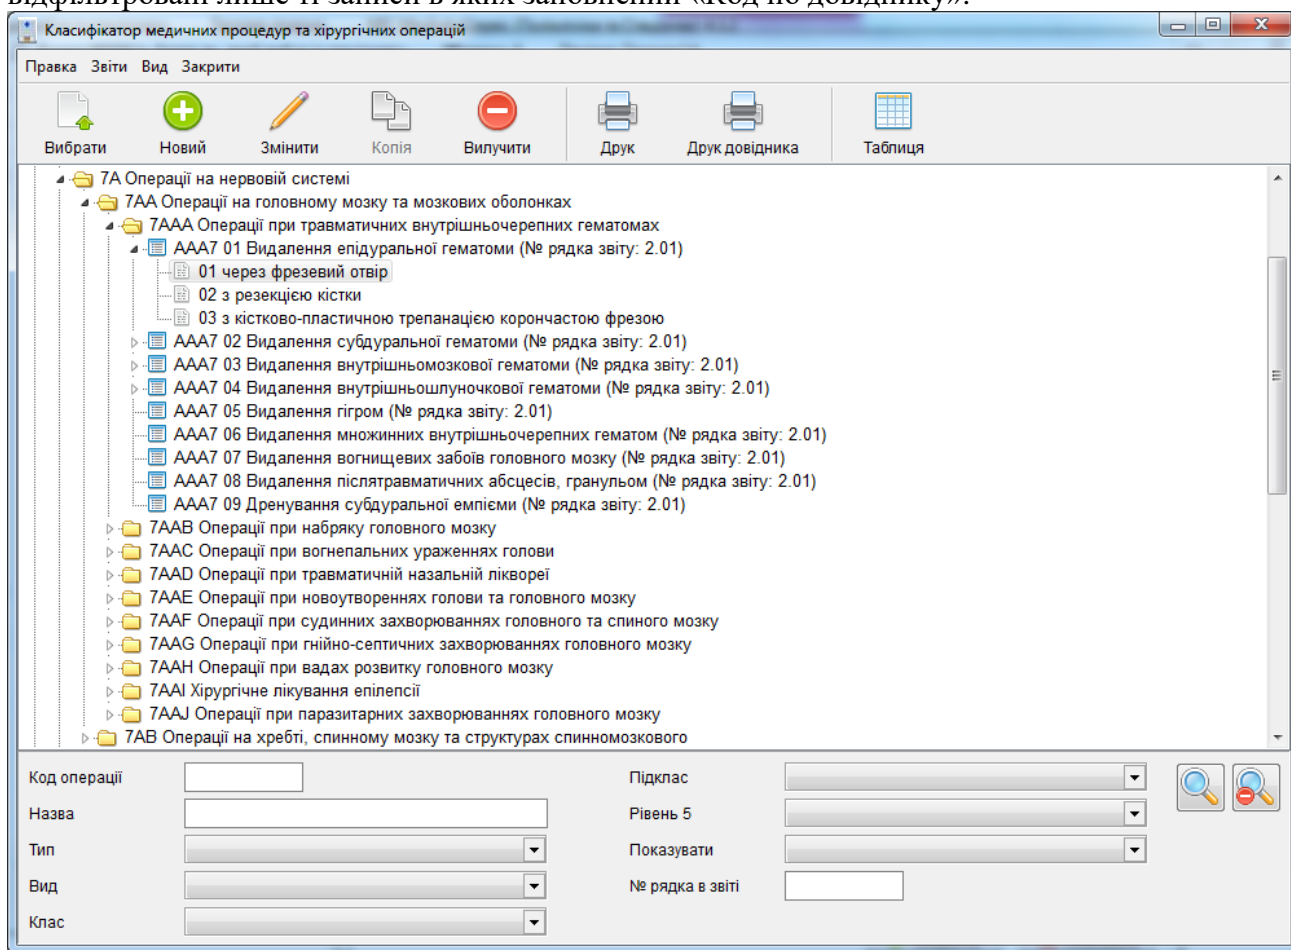 відфільтровані лише ті записи в яких заповнений «Код по довіднику».
Класифікатор медичних процедур та хірургічних операцій
Правка Звіти Вид Закрити
Вибрати Новий Змінити Копія Вилучити Друк Друк довідника Таблиця
7A Операції на нервовій системі
7AA Операції на головному мозку та мозкових оболонках
7AAA Операції при травматичних внутрішньочерепних гематомах
AAA7 01 Видалення епідуральної гематоми (№ рядка звіту: 2.01)
01 через фрезевий отвір
02 з резекцією кістки
03 з кістково-пластичною трепанацією корончастою фрезою
AAA7 02 Видалення субдуральної гематоми (№ рядка звіту: 2.01)
AAA7 03 Видалення внутрішньомозкової гематоми (№ рядка звіту: 2.01)
AAA7 04 Видалення внутрішньошлуночкової гематоми (№ рядка звіту: 2.01)
AAA7 05 Видалення гігром (№ рядка звіту: 2.01)
AAA7 06 Видалення множинних внутрішньочерепних гематом (№ рядка звіту: 2.01)
AAA7 07 Видалення вогнищевих забоїв головного мозку (№ рядка звіту: 2.01)
AAA7 08 Видалення післятравматичних абсцесів, гранульом (№ рядка звіту: 2.01)
AAA7 09 Дренування субдуральної емпієми (№ рядка звіту: 2.01)
7AAB Операції при набряку головного мозку
7AAC Операції при вогнепальних ураженнях голови
7AAD Операції при травматичній назальній ліквореї
7AAE Операції при новоутвореннях голови та головного мозку
7AAF Операції при судинних захворюваннях головного та спиного мозку
7AAG Операції при гнійно-септичних захворюваннях головного мозку
7AAH Операції при вадах розвитку головного мозку
7AAI Хірургічне лікування епілепсії
7AAJ Операції при паразитарних захворюваннях головного мозку
7AB Операції на хребті, спинному мозку та структурах спинномозкового
Код операції Підклас
Назва Рівень 5
Тип Показувати
Вид № рядка в звіті
Клас